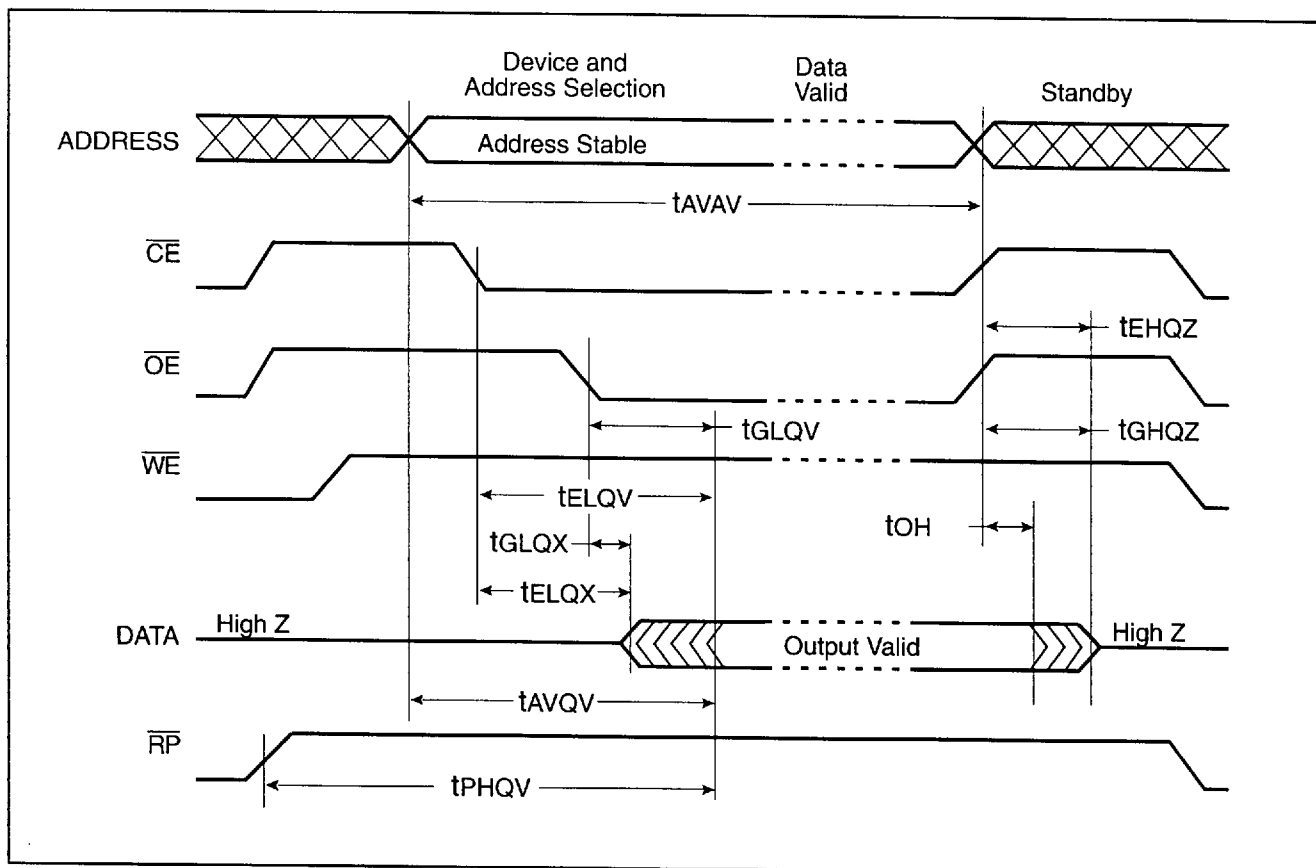 Device and
Address Selection
Data
Valid
Standby
ADDRESS
Address Stable
tAVAV
CE
tEHQZ
OE
tGLQV
tGHQZ
WE
tELQV
tOH
tGLQX
tELQX
DATA
High Z
Output Valid
High Z
tAVQV
RP
tPHQV